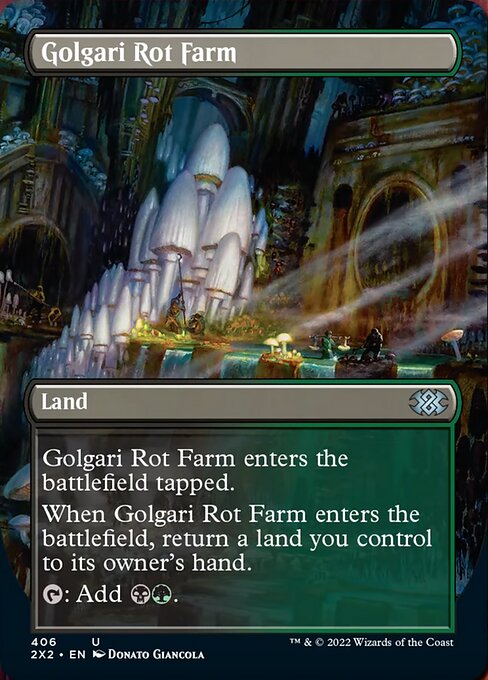 Golgari Rot Farm
Land
Golgari Rot Farm enters the
battlefield tapped.
When Golgari Rot Farm enters the
battlefield, return a land you control
to its owner's hand.
: Add .
406 U
2X2 • EN Donato Giancola
™ & © 2022 Wizards of the Coast